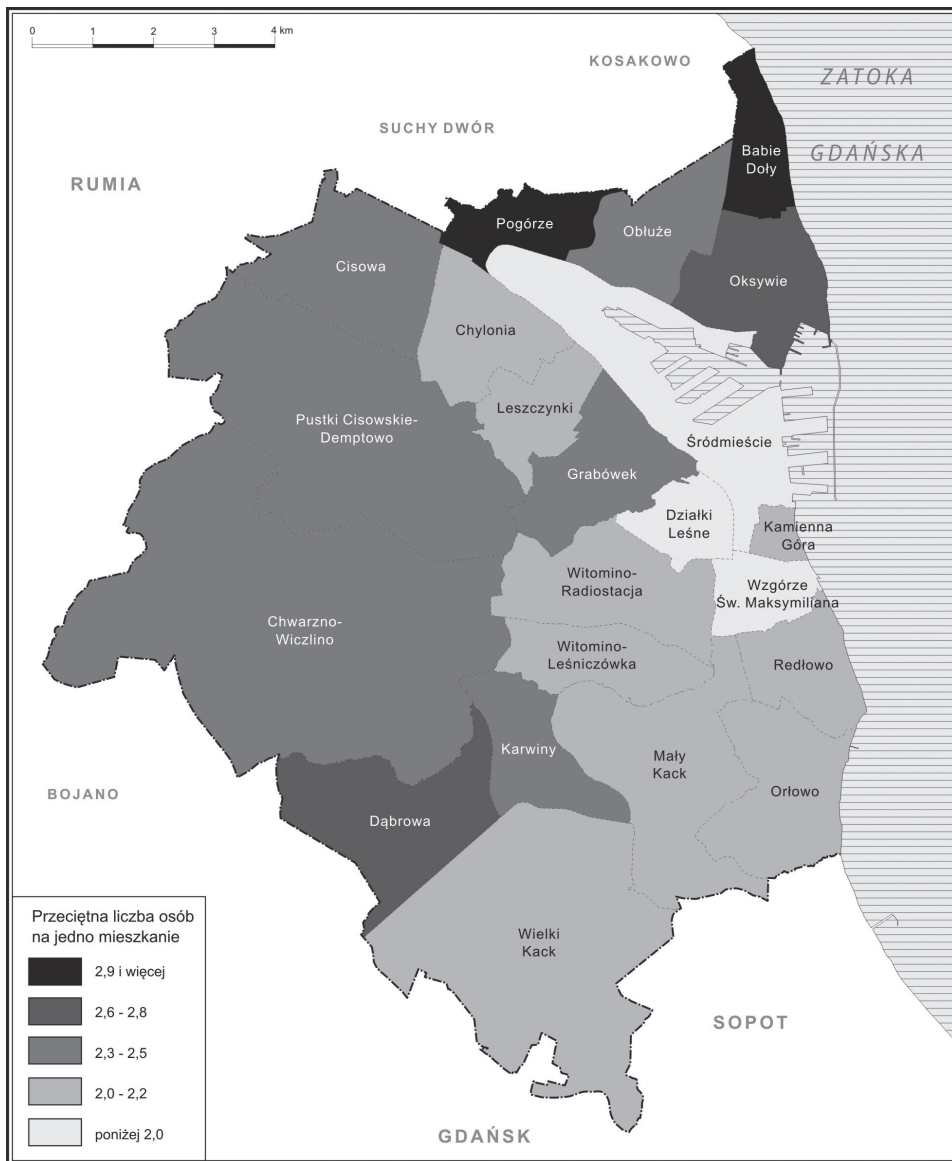 0 1 2 3 4 km
KOSAKOWO
ZATOKA
GDAŃSKA
SUCHY DWÓR
RUMIA
Babie
Doły
Pogórze
Obłuże
Cisowa
Oksywie
Chylonia
Leszczynki
Pustki Cisowskie-
Demptowo
Śródmieście
Grabówek
Działki
Leśne
Kamienna
Góra
Witomino-
Radiostacja
Wzgórze
Św. Maksymiliana
Chwarzno-
Wiczlino
Witomino-
Leśniczówka
Redłowo
Karwiny
Mały
Kack
Orłowo
BOJANO
Dąbrowa
Wielki
Kack
SOPOT
GDAŃSK
Przeciętna liczba osób
na jedno mieszkanie
2,9 i więcej
2,6 - 2,8
2,3 - 2,5
2,0 - 2,2
poniżej 2,0